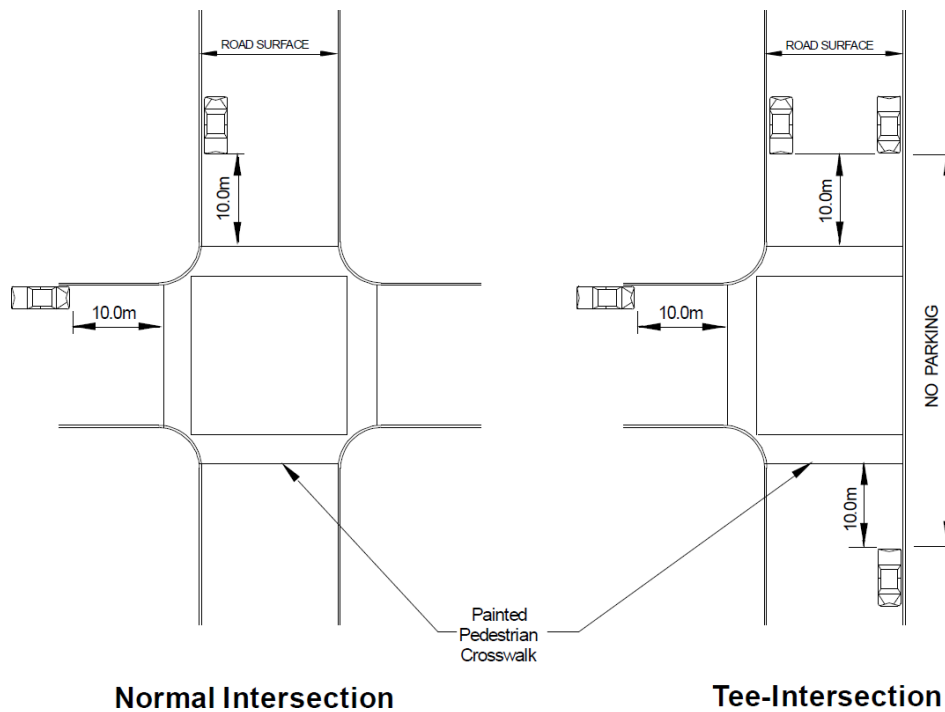 ROAD SURFACE
ROAD SURFACE
10.0m
10.0m
10.0m
10.0m
NO PARKING
10.0m
Painted
Pedestrian
Crosswalk
Normal Intersection
Tee-Intersection